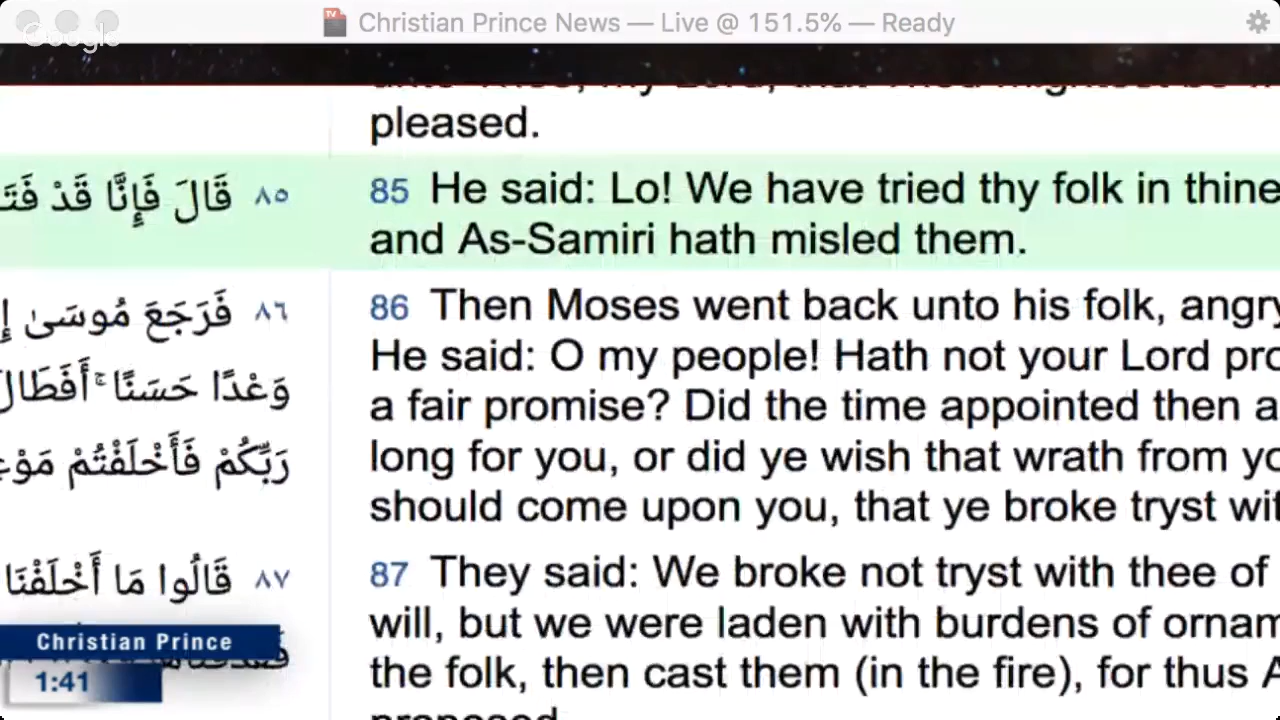 Christian Prince News — Live @ 151.5% — Ready
Google
pleased.
٨٥ قَالَ فَإِنَّا قَدْ
85 He said: Lo! We have tried thy folk in thine
and As-Samiri hath misled them.
٨٦ فَرَجَعَ مُوسَىٰ
وَعْدًا حَسَنًا ۚ أَفَطَالَ
رَبِّكُمْ فَأَخْلَفْتُمْ
86 Then Moses went back unto his folk, angry
He said: O my people! Hath not your Lord pro
a fair promise? Did the time appointed then a
long for you, or did ye wish that wrath from yo
should come upon you, that ye broke tryst wit
٨٧ قَالُوا مَا أَخْلَفْنَا
87 They said: We broke not tryst with thee of
will, but we were laden with burdens of ornam
the folk, then cast them (in the fire), for thus A
proposed.
Christian Prince
1:41